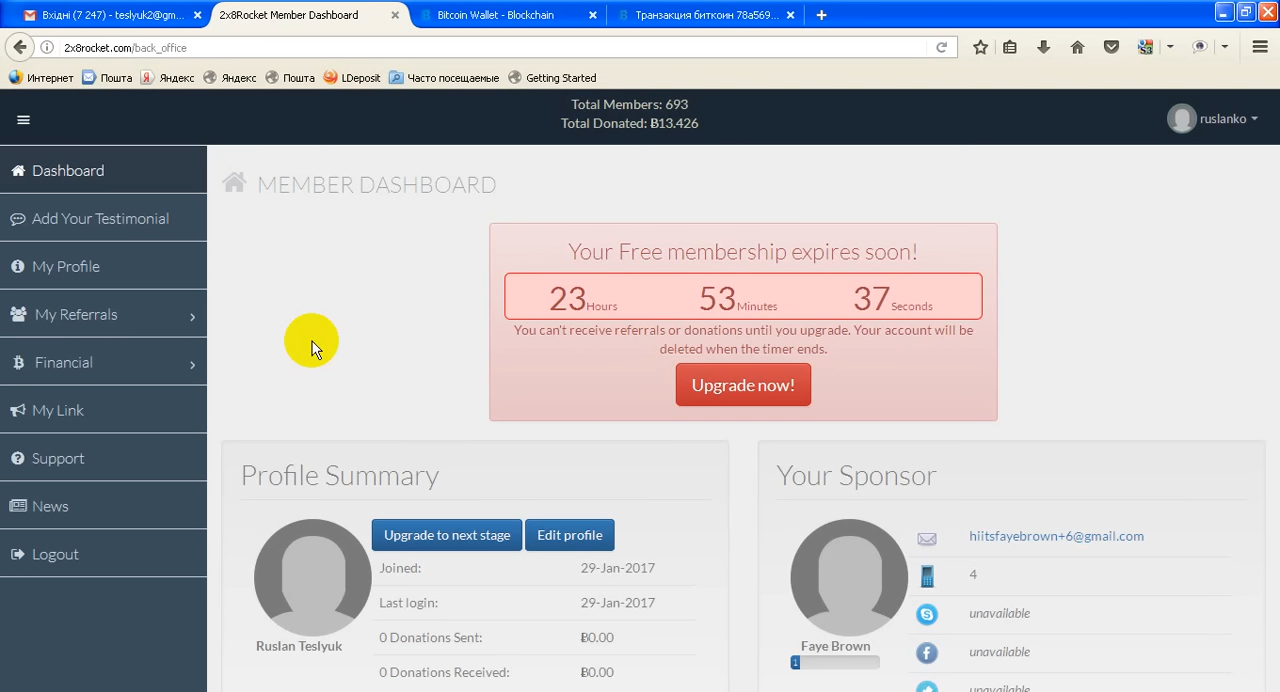 Вхідні (7 247) - teslyuk2@gm...
2x8Rocket Member Dashboard
Bitcoin Wallet - Blockchain
Транзакция биткоин 78a569...
2x8rocket.com/back_office
Интернет
Пошта
Яндекс
Яндекс
Пошта
LDeposit
Часто посещаемые
Getting Started
Total Members: 693
Total Donated: Ƀ13.426
ruslanko
Dashboard
Add Your Testimonial
My Profile
My Referrals
Financial
My Link
Support
News
Logout
MEMBER DASHBOARD
Your Free membership expires soon!
23 Hours 53 Minutes 37 Seconds
You can't receive referrals or donations until you upgrade. Your account will be
deleted when the timer ends.
Upgrade now!
Profile Summary
Upgrade to next stage
Edit profile
Joined: 29-Jan-2017
Last login: 29-Jan-2017
0 Donations Sent: Ƀ0.00
0 Donations Received: Ƀ0.00
Ruslan Teslyuk
Your Sponsor
hiitsfayebrown+6@gmail.com
4
unavailable
unavailable
unavailable
Faye Brown
1